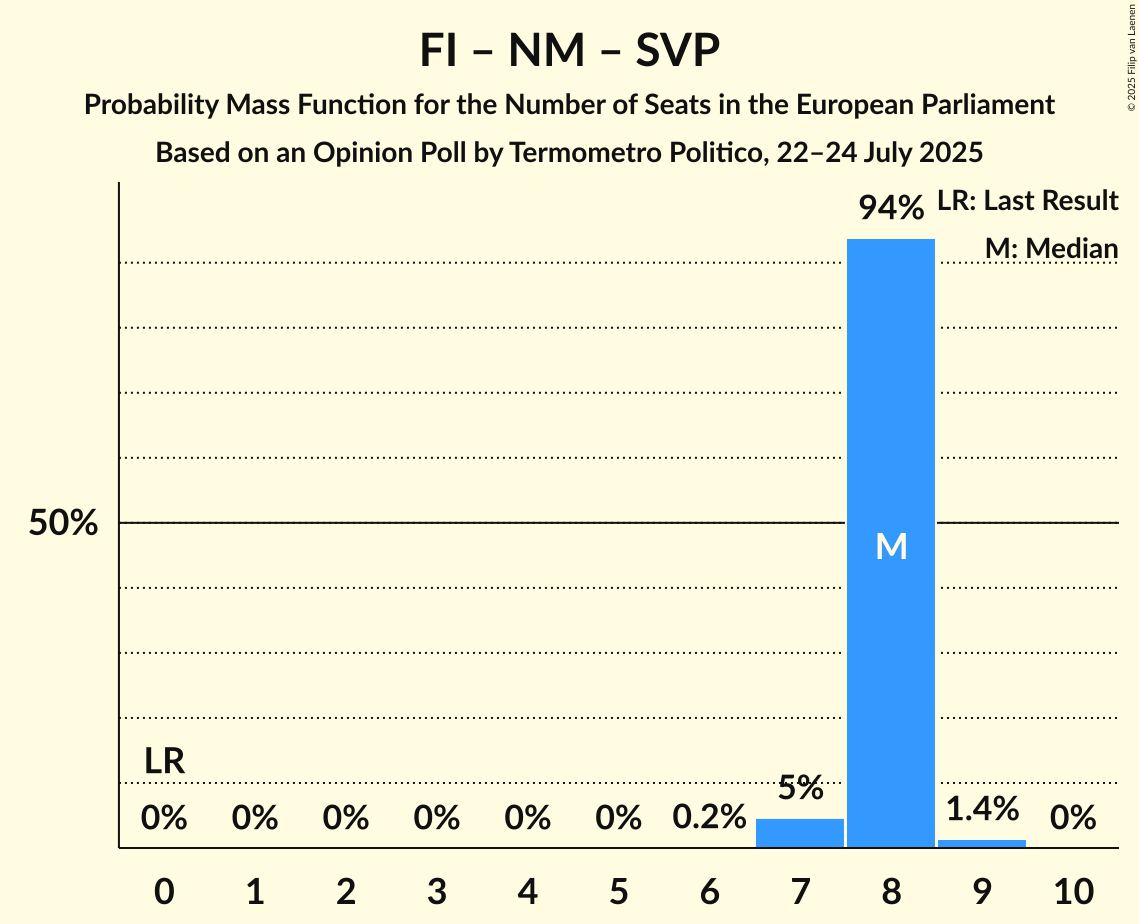 FI – NM – SVP
Probability Mass Function for the Number of Seats in the European Parliament
Based on an Opinion Poll by Termometro Politico, 22–24 July 2025
© 2025 Filip van Laenen
LR: Last Result
M: Median
94%
50%
M
LR
0% 0% 0% 0% 0% 0% 0.2% 5% 1.4% 0%
0 1 2 3 4 5 6 7 8 9 10